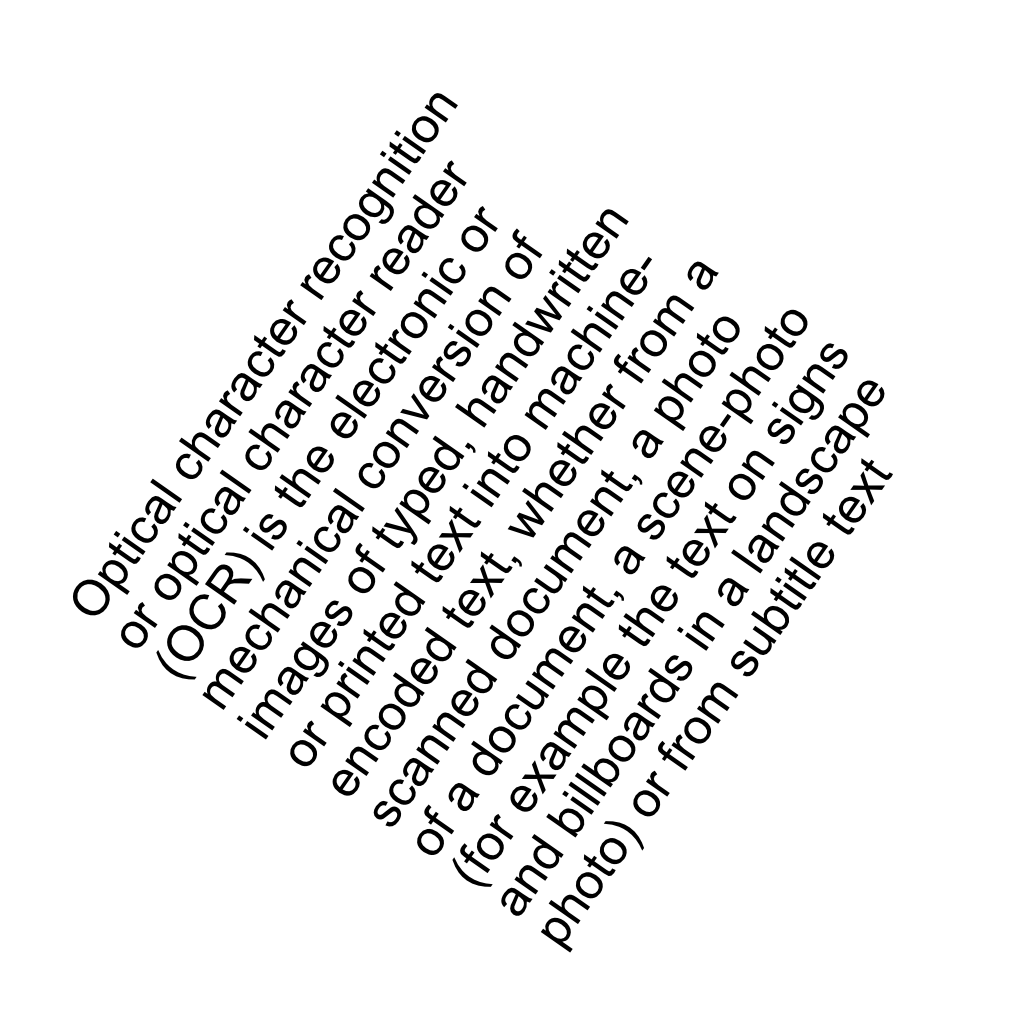 Optical character recognition
or optical character reader
(OCR) is the electronic or
mechanical conversion of
images of typed, handwritten
or printed text into machine-
encoded text, whether from a
scanned document, a photo
of a document, a scene-photo
(for example the text on signs
and billboards in a landscape
photo) or from subtitle text